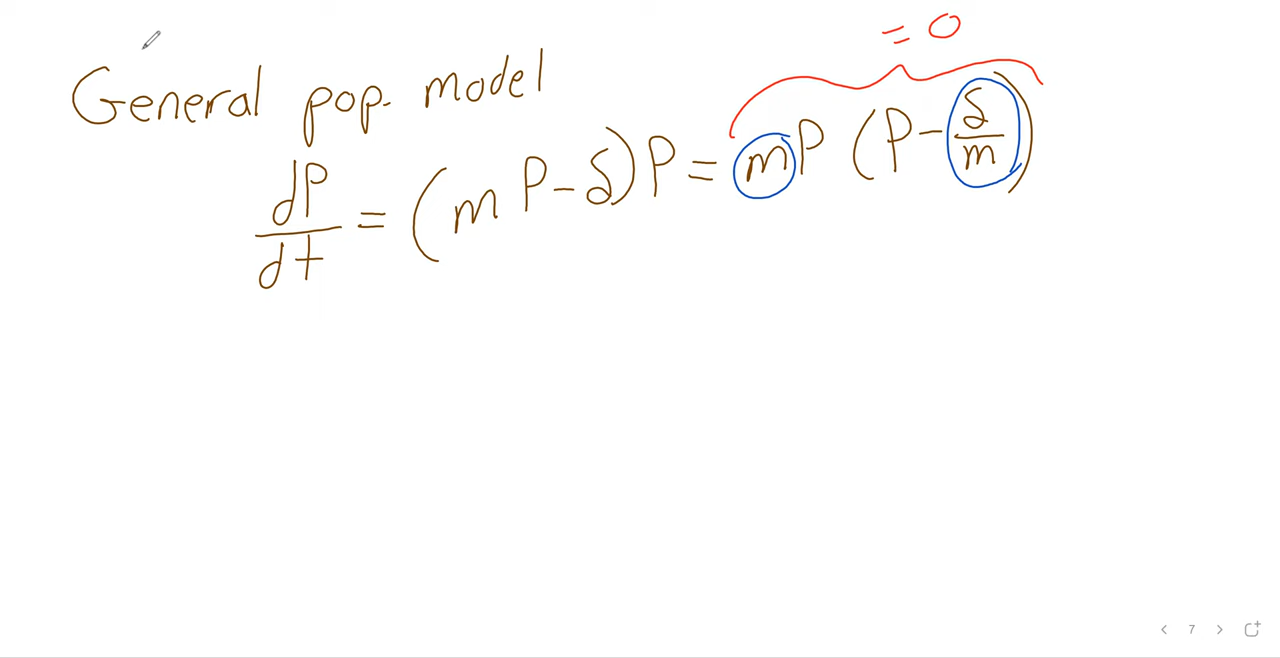 = 0
General pop. model
dP/dt = (mP - δ)P = mP (P - δ/m)
7